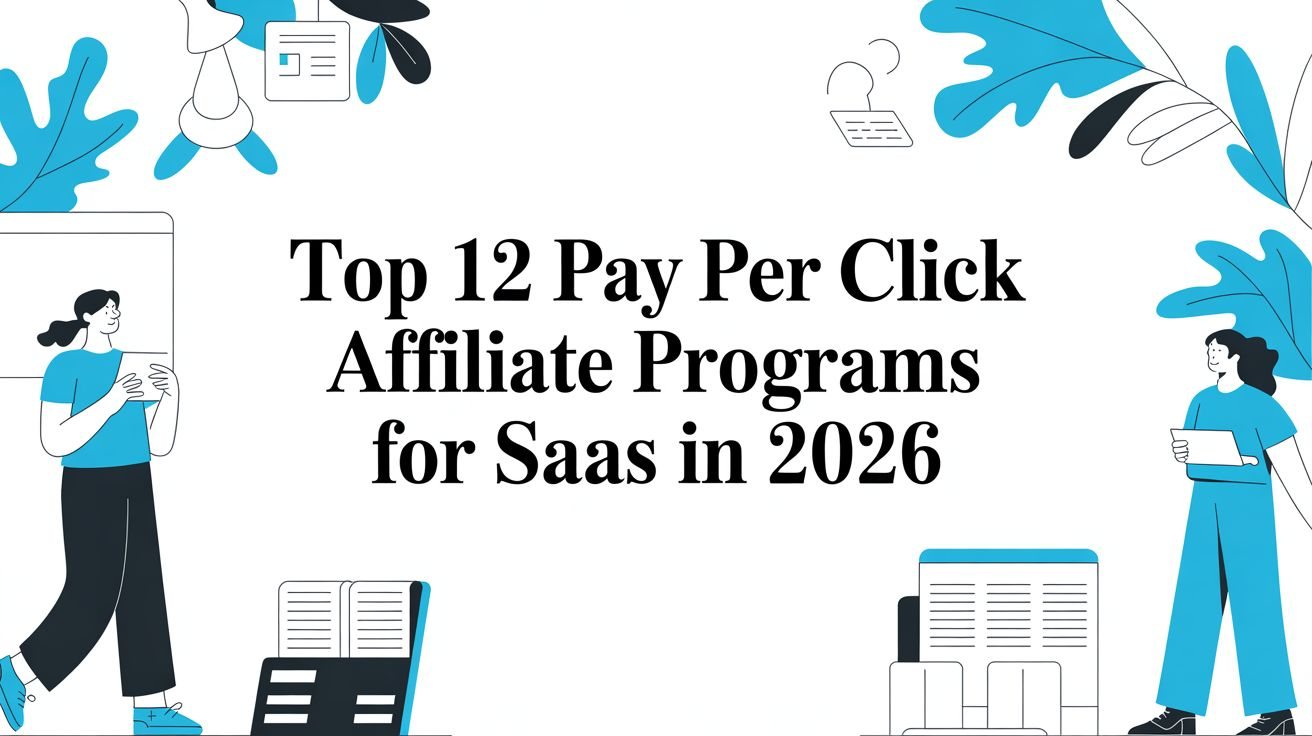 Top 12 Pay Per Click
Affiliate Programs
for Saas in 2026